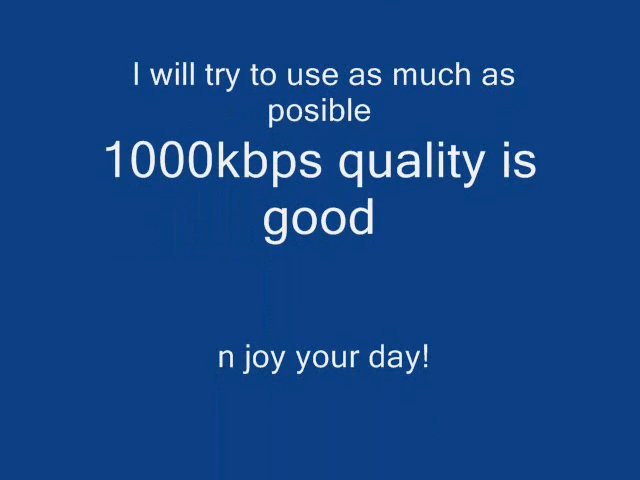 I will try to use as much as
posible
1000kbps quality is
good
n joy your day!